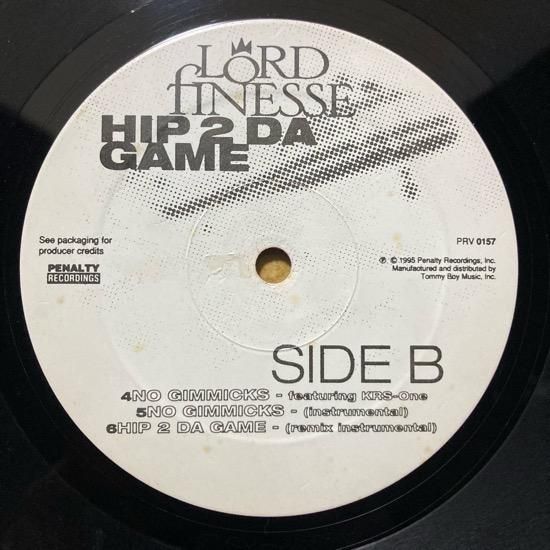 LORD
fINESSE
HIP 2 DA
GAME
See packaging for
producer credits
PENALTY
RECORDINGS
PRV 0157
℗ © 1995 Penalty Recordings, Inc.
Manufactured and distributed by
Tommy Boy Music, Inc.
SIDE B
4NO GIMMICKS - featuring KRS-One
5NO GIMMICKS - (instrumental)
6HIP 2 DA GAME - (remix instrumental)